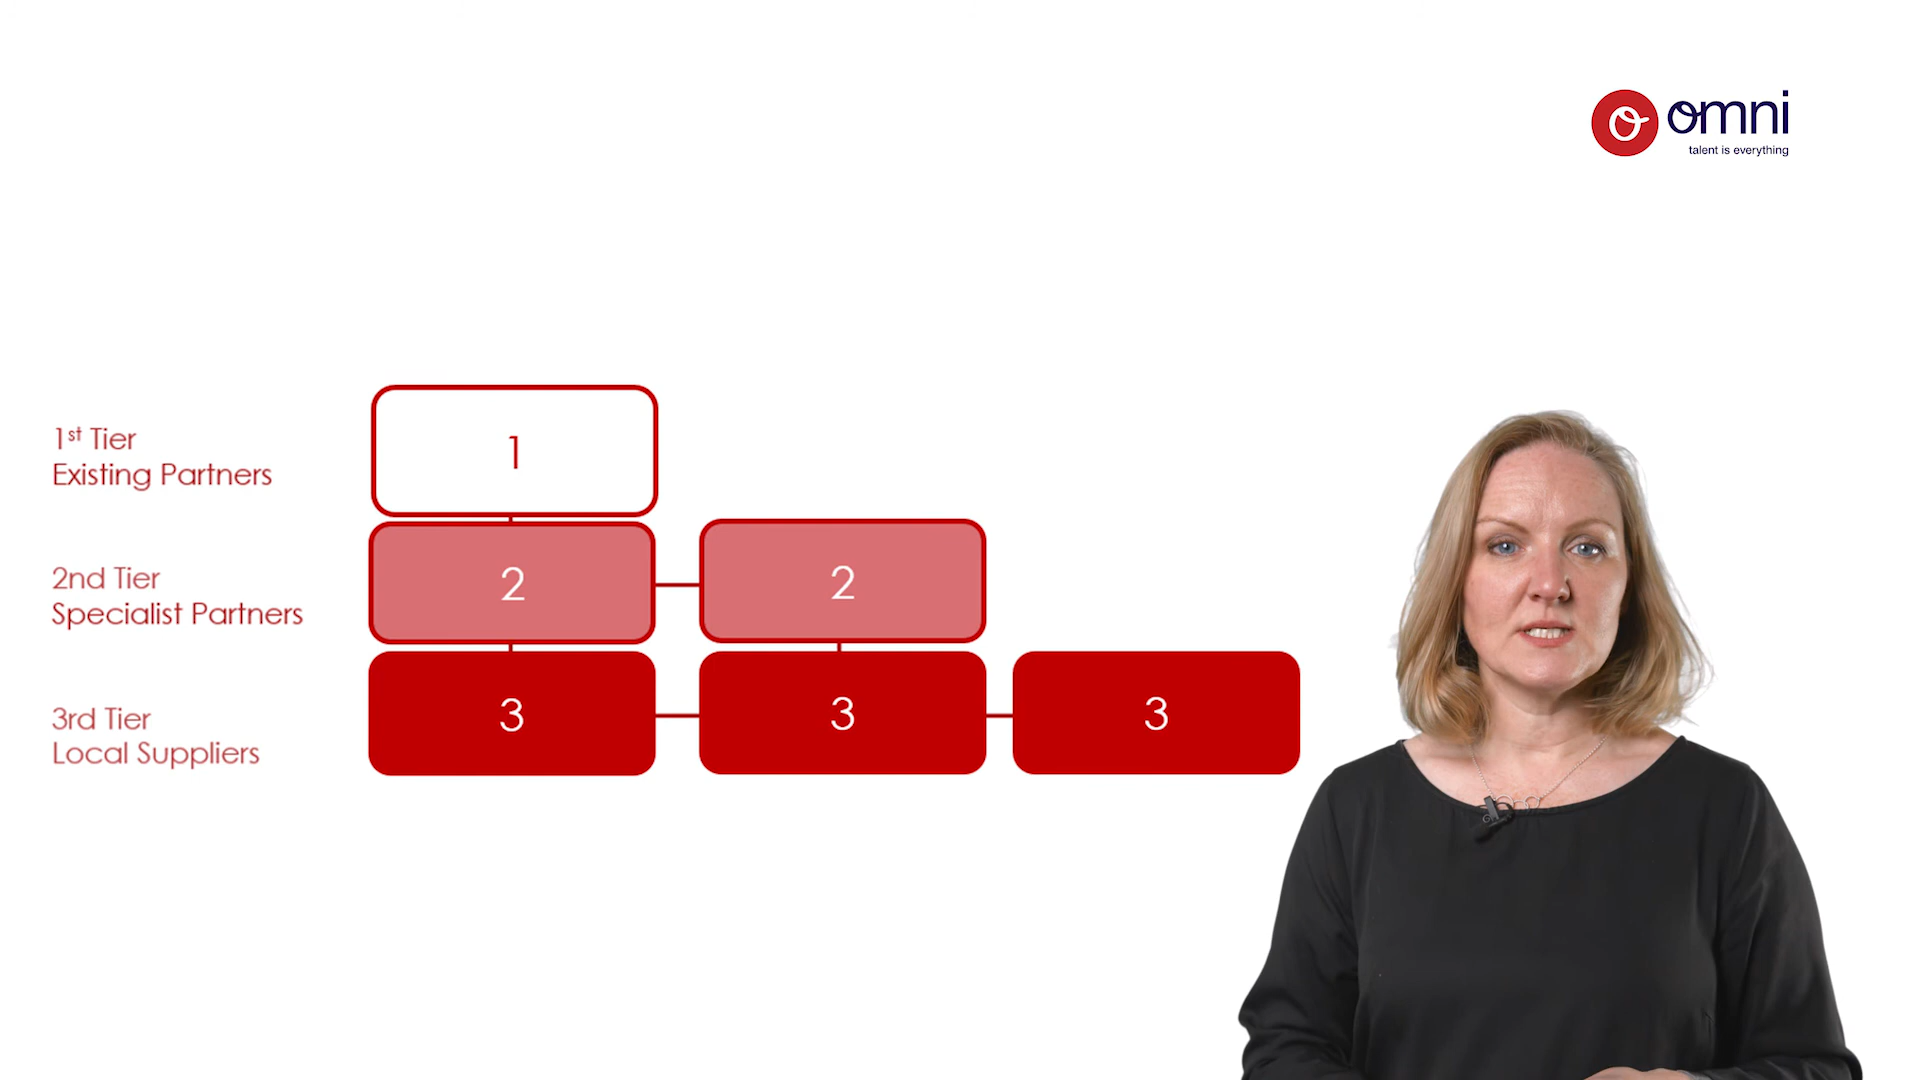 omni
talent is everything
1st Tier
Existing Partners
1
2nd Tier
Specialist Partners
2
2
3rd Tier
Local Suppliers
3
3
3